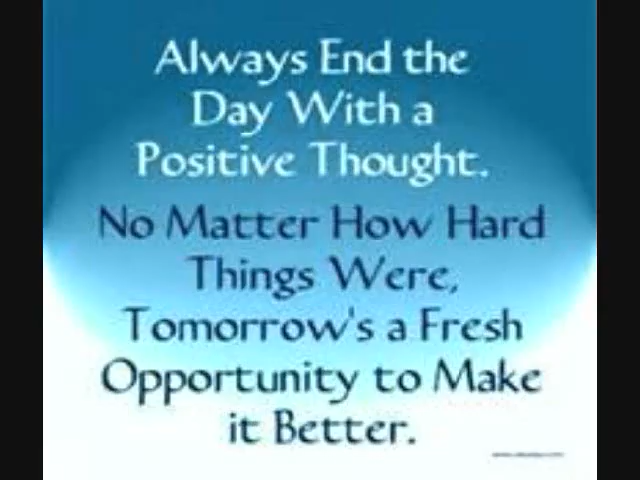 Always End the
Day With a
Positive Thought.
No Matter How Hard
Things Were,
Tomorrow's a Fresh
Opportunity to Make
it Better.